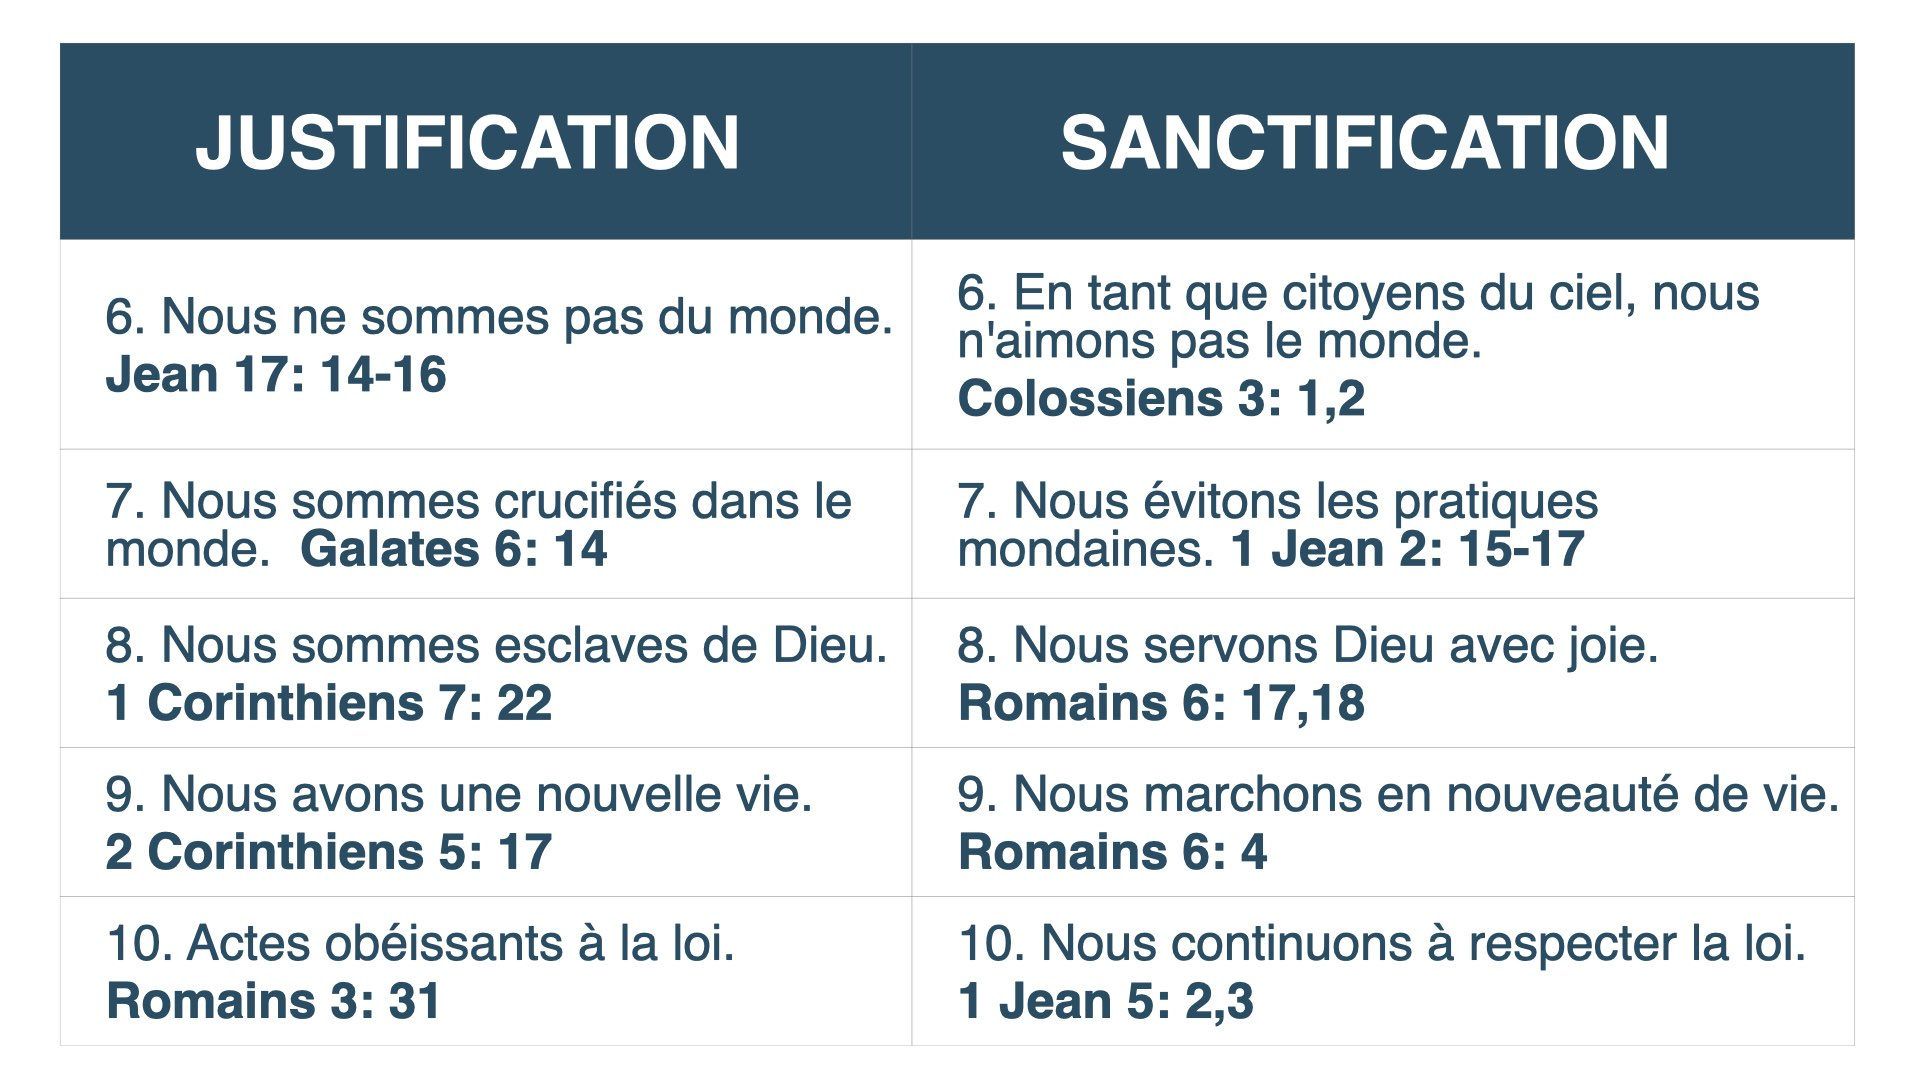 JUSTIFICATION
SANCTIFICATION
6. Nous ne sommes pas du monde.
Jean 17: 14-16
6. En tant que citoyens du ciel, nous
n'aimons pas le monde.
Colossiens 3: 1,2
7. Nous sommes crucifiés dans le
monde.  Galates 6: 14
7. Nous évitons les pratiques
mondaines. 1 Jean 2: 15-17
8. Nous sommes esclaves de Dieu.
1 Corinthiens 7: 22
8. Nous servons Dieu avec joie.
Romains 6: 17,18
9. Nous avons une nouvelle vie.
2 Corinthiens 5: 17
9. Nous marchons en nouveauté de vie.
Romains 6: 4
10. Actes obéissants à la loi.
Romains 3: 31
10. Nous continuons à respecter la loi.
1 Jean 5: 2,3